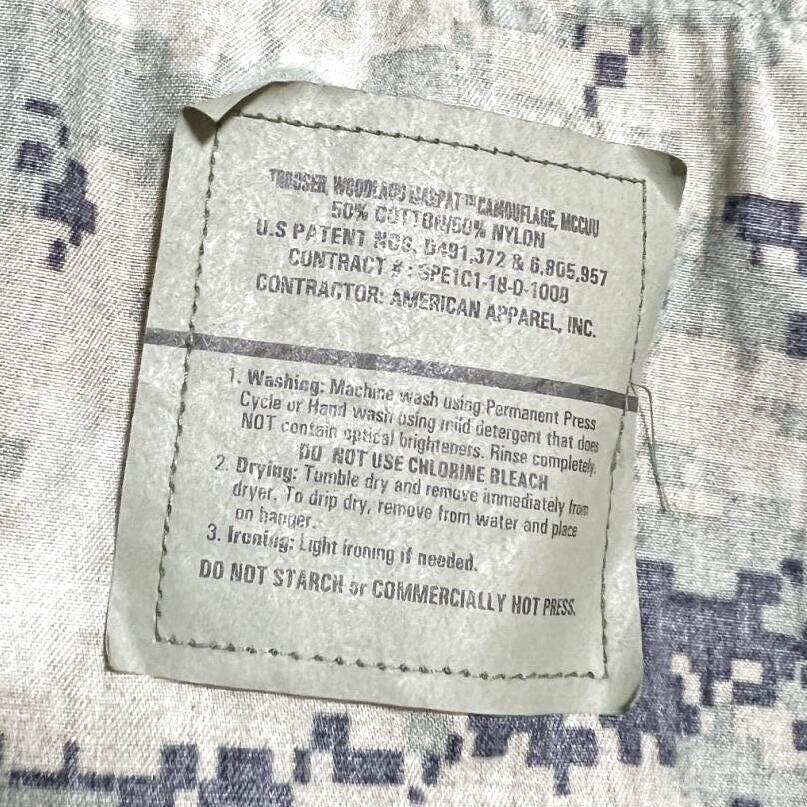 TROUSER, WOODLAND MARPAT™ CAMOUFLAGE, MCCUU
50% COTTON/50% NYLON
U.S PATENT NOS. D491,372 & 6,805,957
CONTRACT # : SPE1C1-18-D-1008
CONTRACTOR: AMERICAN APPAREL, INC.
1. Washing: Machine wash using Permanent Press
Cycle or Hand wash using mild detergent that does
NOT contain optical brighteners. Rinse completely.
DO NOT USE CHLORINE BLEACH
2. Drying: Tumble dry and remove immediately from
dryer. To drip dry, remove from water and place
on hanger.
3. Ironing: Light ironing if needed.
DO NOT STARCH or COMMERCIALLY HOT PRESS.